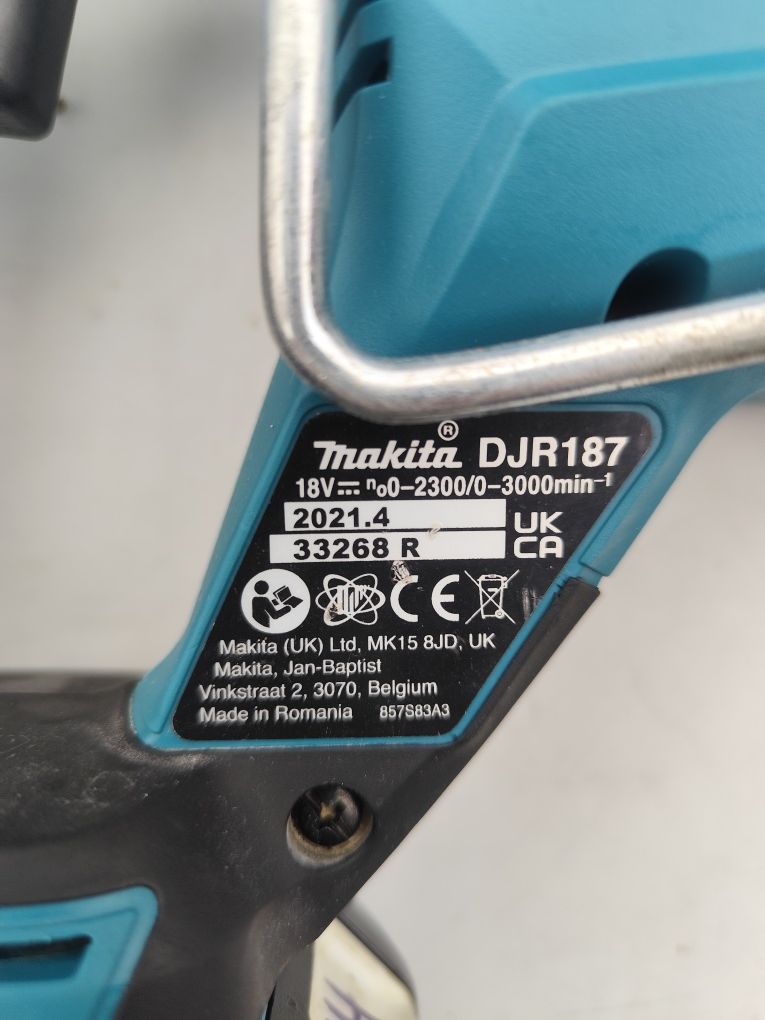 makita® DJR187
18V⎓ n₀0-2300/0-3000min⁻¹
2021.4
33268 R
UK
CA
CE
Makita (UK) Ltd, MK15 8JD, UK
Makita, Jan-Baptist
Vinkstraat 2, 3070, Belgium
Made in Romania 857S83A3